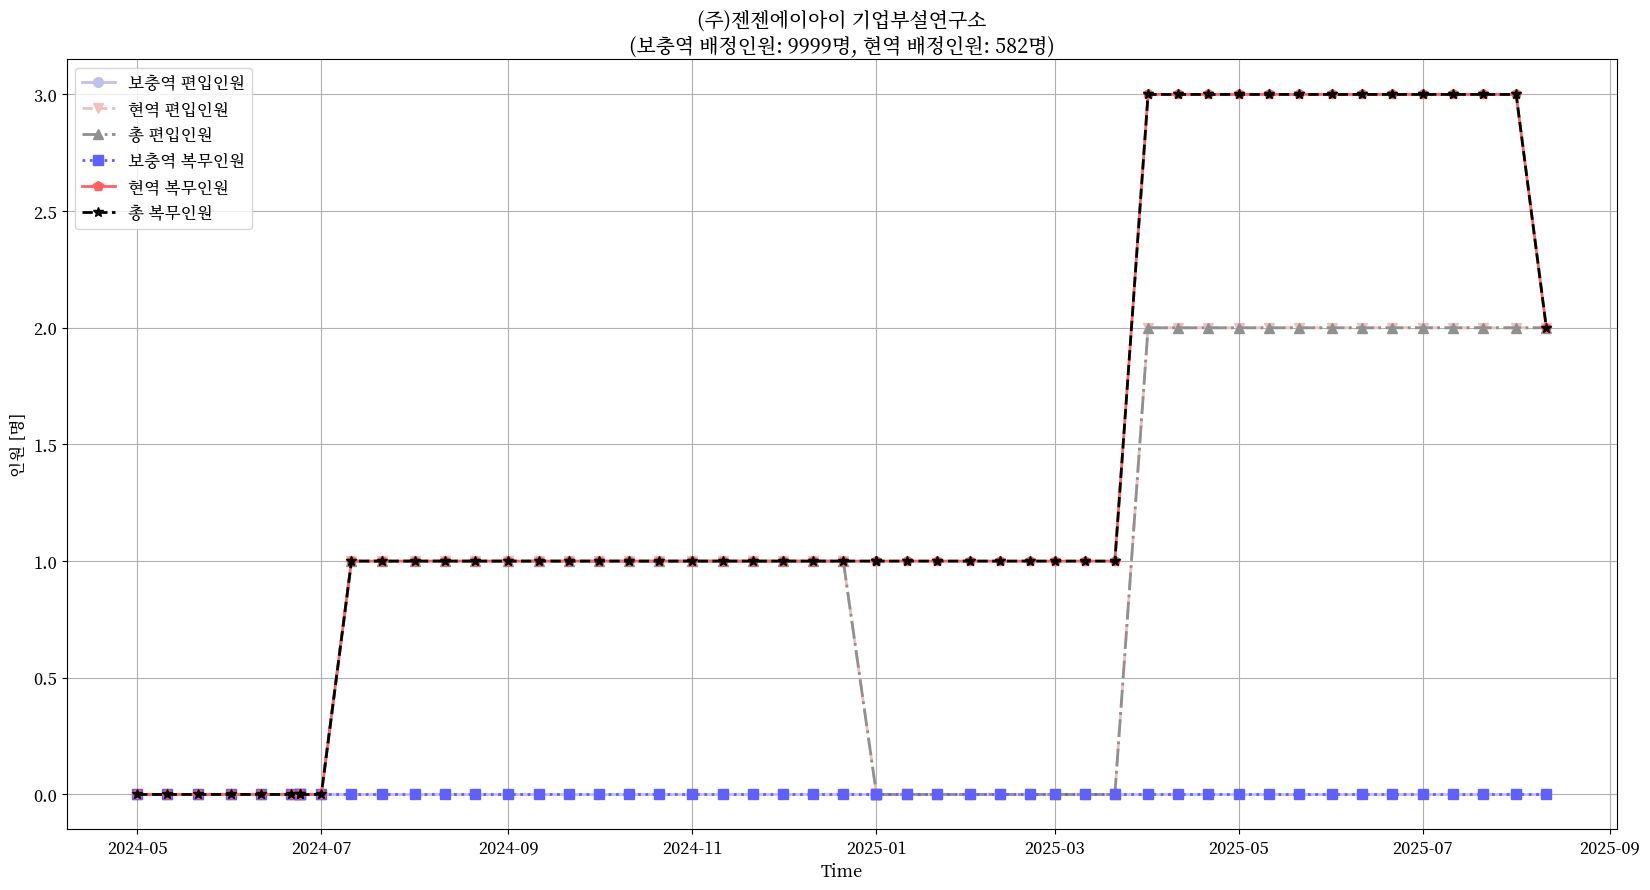 (주)젠젠에이아이 기업부설연구소
(보충역 배정인원: 9999명, 현역 배정인원: 582명)
보충역 편입인원
현역 편입인원
총 편입인원
보충역 복무인원
현역 복무인원
총 복무인원
3.0
2.5
2.0
1.5
1.0
0.5
0.0
인원 [명]
2024-05 2024-07 2024-09 2024-11 2025-01 2025-03 2025-05 2025-07 2025-09
Time